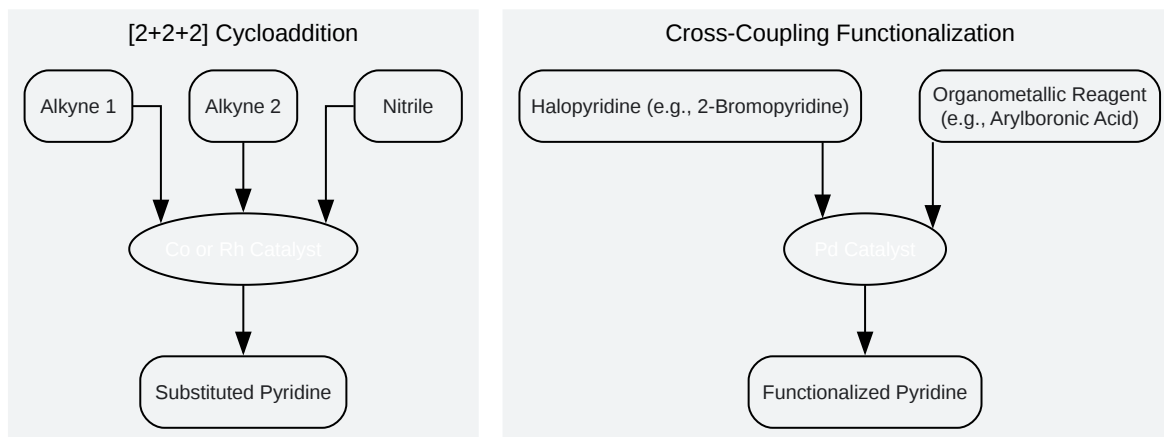 [2+2+2] Cycloaddition
Alkyne 1
Alkyne 2
Nitrile
Co or Rh Catalyst
Substituted Pyridine
Cross-Coupling Functionalization
Halopyridine (e.g., 2-Bromopyridine)
Organometallic Reagent
(e.g., Arylboronic Acid)
Pd Catalyst
Functionalized Pyridine